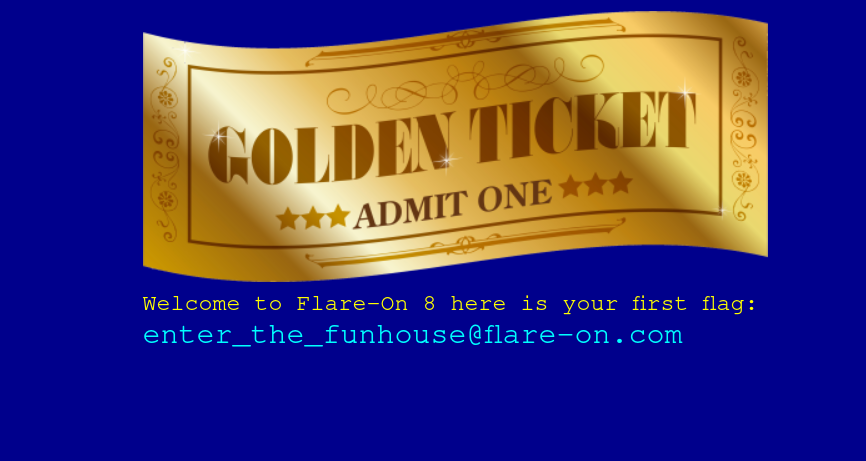 GOLDEN TICKET
ADMIT ONE
Welcome to Flare-On 8 here is your first flag:
enter_the_funhouse@flare-on.com